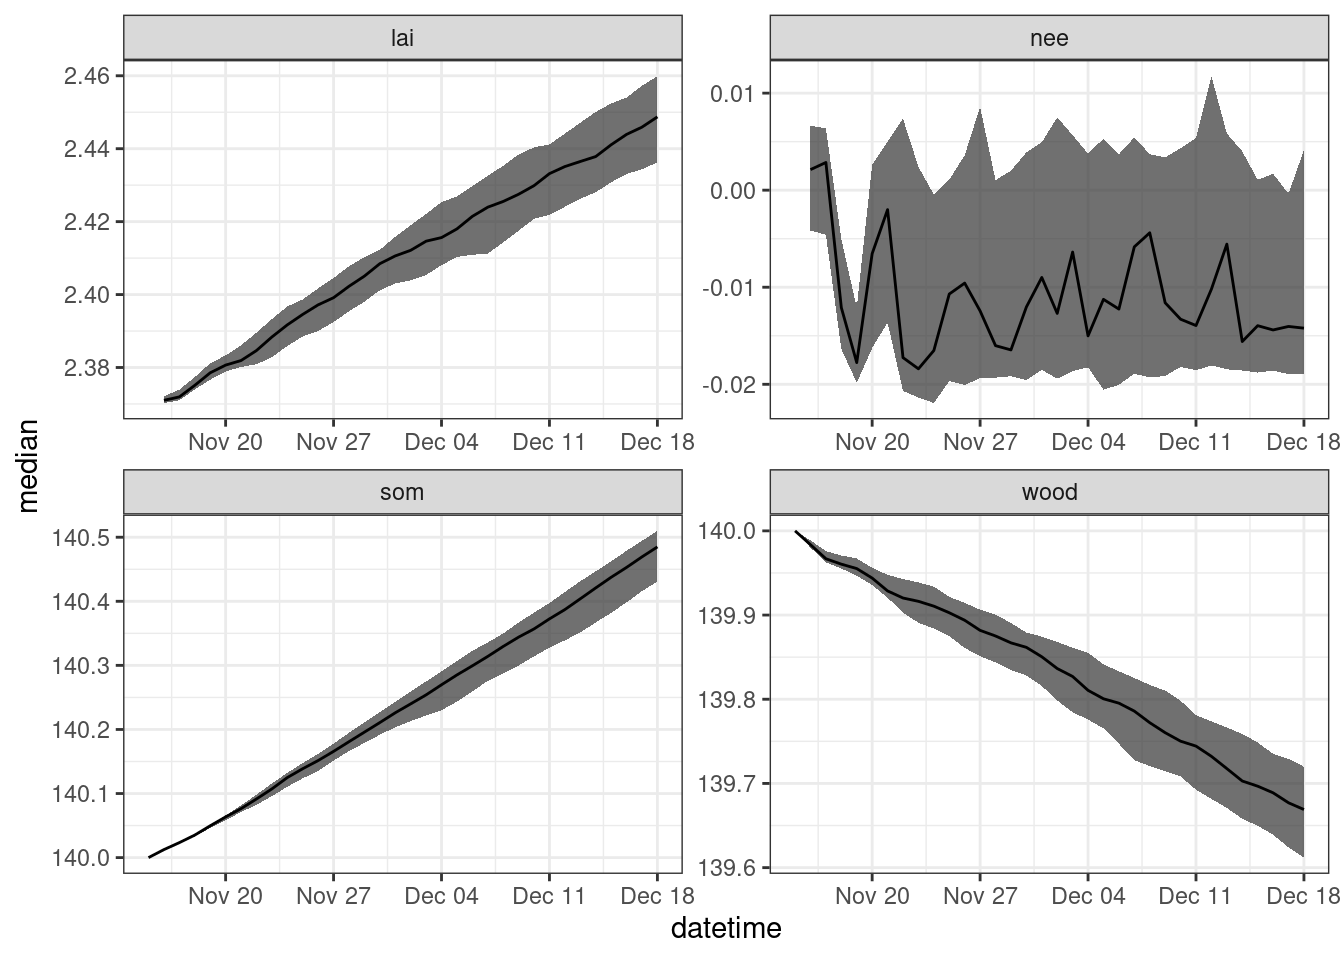 lai
nee
2.46
2.44
2.42
2.40
2.38
0.01
0.00
-0.01
-0.02
Nov 20 Nov 27 Dec 04 Dec 11 Dec 18
Nov 20 Nov 27 Dec 04 Dec 11 Dec 18
median
som
wood
140.5
140.4
140.3
140.2
140.1
140.0
140.0
139.9
139.8
139.7
139.6
Nov 20 Nov 27 Dec 04 Dec 11 Dec 18
Nov 20 Nov 27 Dec 04 Dec 11 Dec 18
datetime